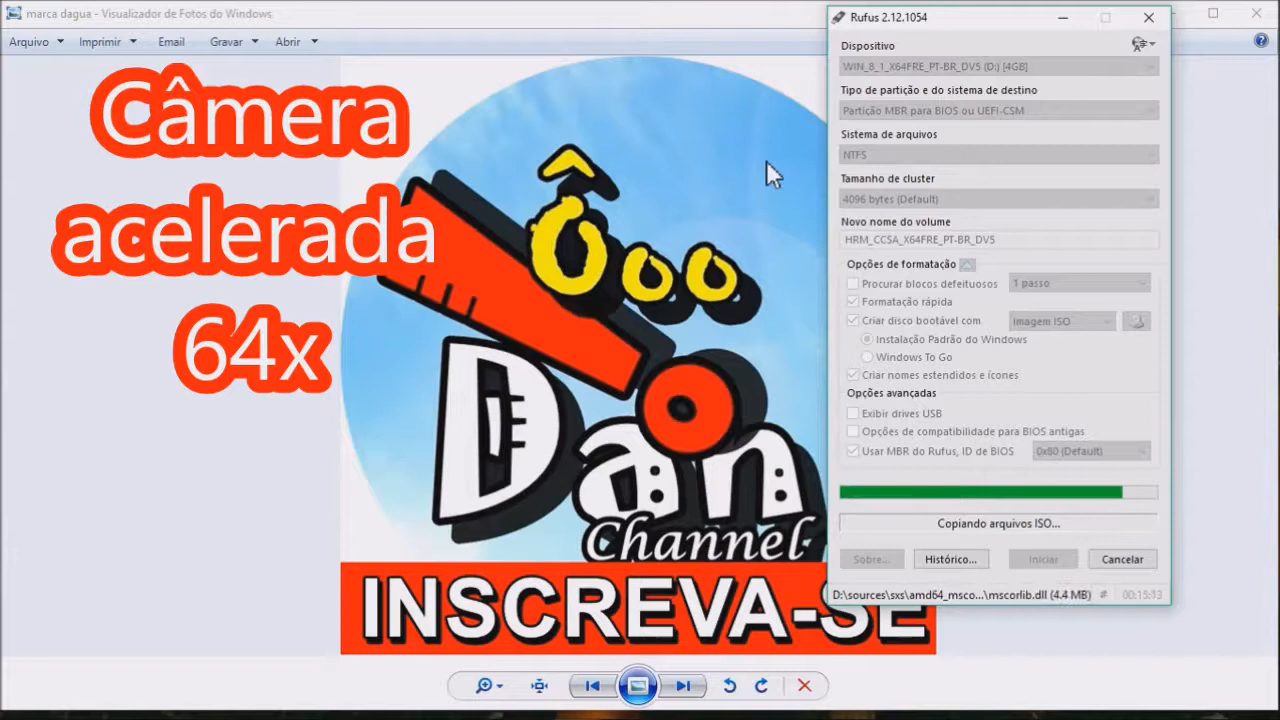 marca dagua - Visualizador de Fotos do Windows
Arquivo
Imprimir
Email
Gravar
Abrir
Câmera
acelerada
64x
Ôoo
Dan
Channel
INSCREVA-SE
Rufus 2.12.1054
Dispositivo
WIN_8_1_X64FRE_PT-BR_DV5 (D:) [4GB]
Tipo de partição e do sistema de destino
Partição MBR para BIOS ou UEFI-CSM
Sistema de arquivos
NTFS
Tamanho de cluster
4096 bytes (Default)
Novo nome do volume
HRM_CCSA_X64FRE_PT-BR_DV5
Opções de formatação
Procurar blocos defeituosos
1 passo
Formatação rápida
Criar disco bootável com
Imagem ISO
Instalação Padrão do Windows
Windows To Go
Criar nomes estendidos e ícones
Opções avançadas
Exibir drives USB
Opções de compatibilidade para BIOS antigas
Usar MBR do Rufus, ID de BIOS
0x80 (Default)
Copiando arquivos ISO...
Sobre...
Histórico...
Iniciar
Cancelar
D:\sources\sxs\amd64_msco...\mscorlib.dll (4.4 MB)
#